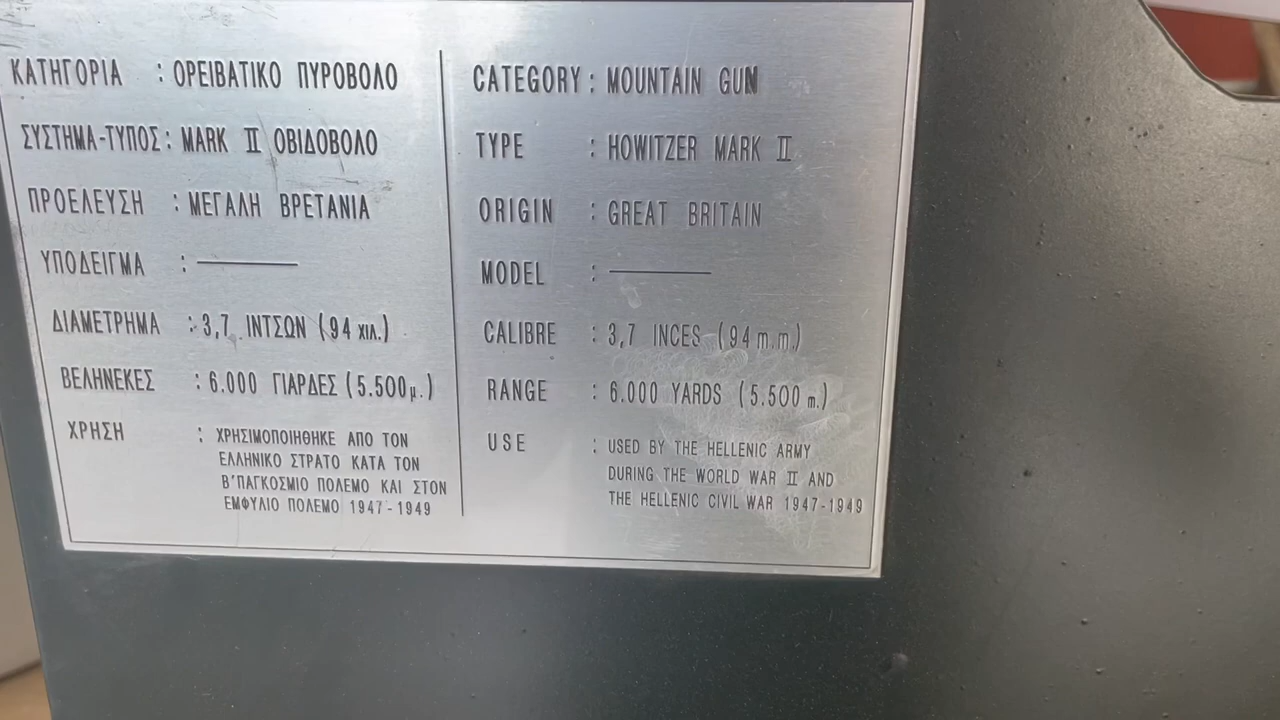 ΚΑΤΗΓΟΡΙΑ : ΟΡΕΙΒΑΤΙΚΟ ΠΥΡΟΒΟΛΟ
ΣΥΣΤΗΜΑ-ΤΥΠΟΣ : MARK II ΟΒΙΔΟΒΟΛΟ
ΠΡΟΕΛΕΥΣΗ : ΜΕΓΑΛΗ ΒΡΕΤΑΝΙΑ
ΥΠΟΔΕΙΓΜΑ : ———
ΔΙΑΜΕΤΡΗΜΑ : 3,7 ΙΝΤΣΩΝ (94 ΧΙΛ.)
ΒΕΛΗΝΕΚΕΣ : 6.000 ΓΙΑΡΔΕΣ (5.500μ.)
ΧΡΗΣΗ : ΧΡΗΣΙΜΟΠΟΙΗΘΗΚΕ ΑΠΟ ΤΟΝ
ΕΛΛΗΝΙΚΟ ΣΤΡΑΤΟ ΚΑΤΑ ΤΟΝ
Β'ΠΑΓΚΟΣΜΙΟ ΠΟΛΕΜΟ ΚΑΙ ΣΤΟΝ
ΕΜΦΥΛΙΟ ΠΟΛΕΜΟ 1947-1949
CATEGORY : MOUNTAIN GUN
TYPE : HOWITZER MARK II
ORIGIN : GREAT BRITAIN
MODEL : ———
CALIBRE : 3,7 INCES (94 m.m.)
RANGE : 6.000 YARDS (5.500 m.)
USE : USED BY THE HELLENIC ARMY
DURING THE WORLD WAR II AND
THE HELLENIC CIVIL WAR 1947-1949